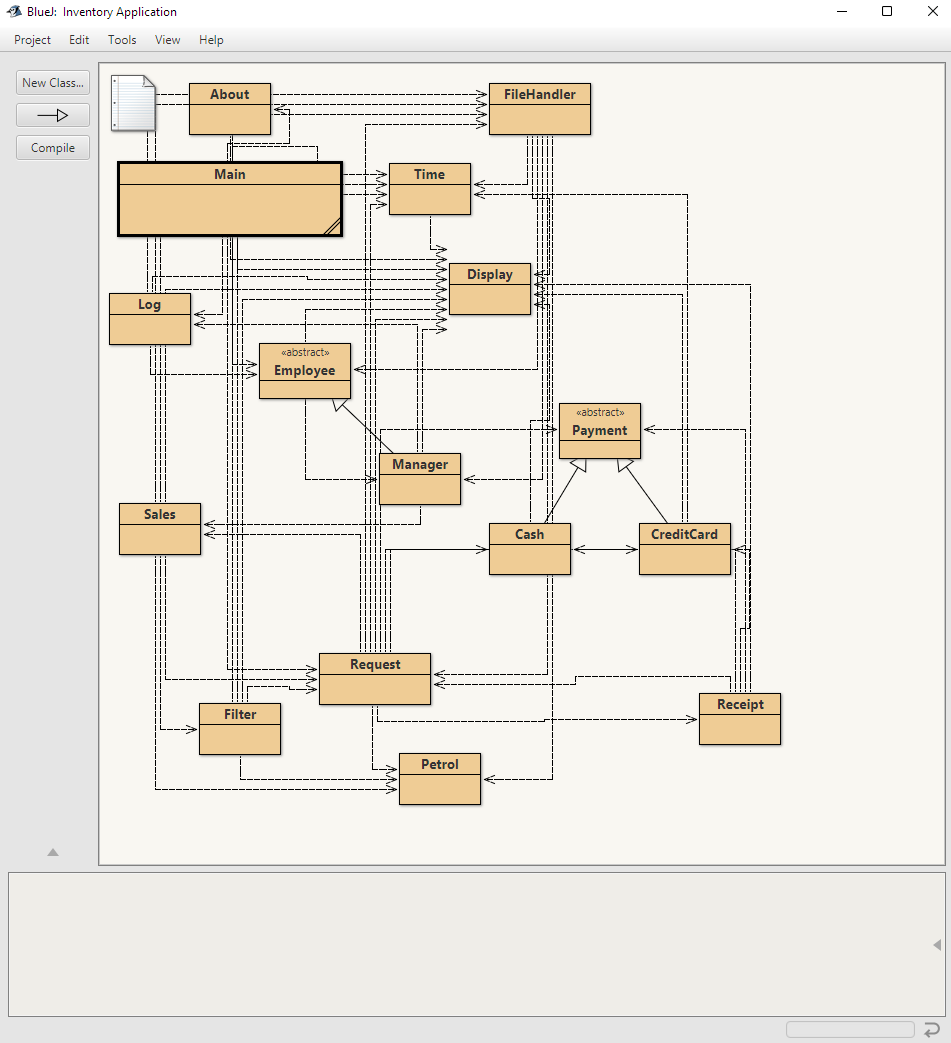 BlueJ: Inventory Application
Project Edit Tools View Help
New Class...
Compile
About
FileHandler
Main
Time
Display
Log
«abstract»
Employee
«abstract»
Payment
Manager
Sales
Cash
CreditCard
Request
Receipt
Filter
Petrol